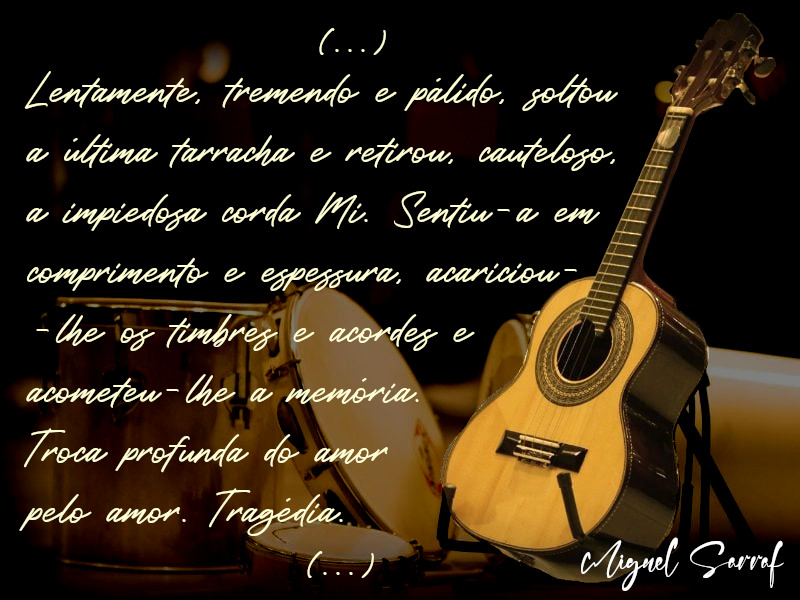 (...)
Lentamente, tremendo e pálido, soltou
a última tarracha e retirou, cauteloso,
a impiedosa corda Mi. Sentiu-a em
comprimento e espessura, acariciou-
-lhe os timbres e acordes e
acometeu-lhe a memória.
Troca profunda do amor
pelo amor. Tragédia.
(...)
Miguel Sarraf